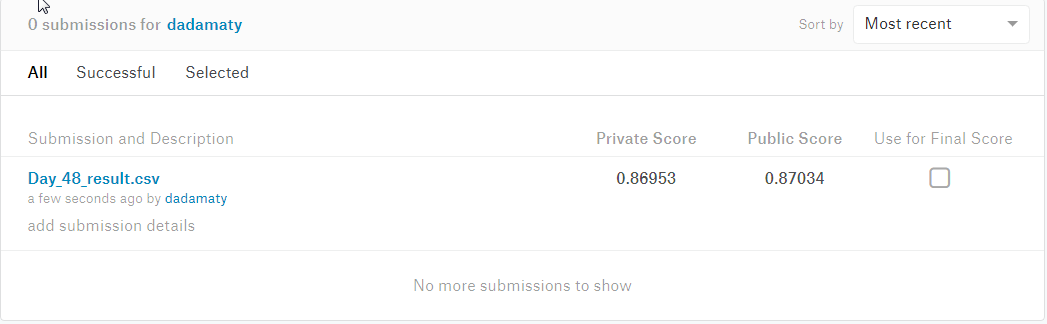 0 submissions for dadamaty
Sort by Most recent
All Successful Selected
Submission and Description Private Score Public Score Use for Final Score
Day_48_result.csv 0.86953 0.87034
a few seconds ago by dadamaty
add submission details
No more submissions to show